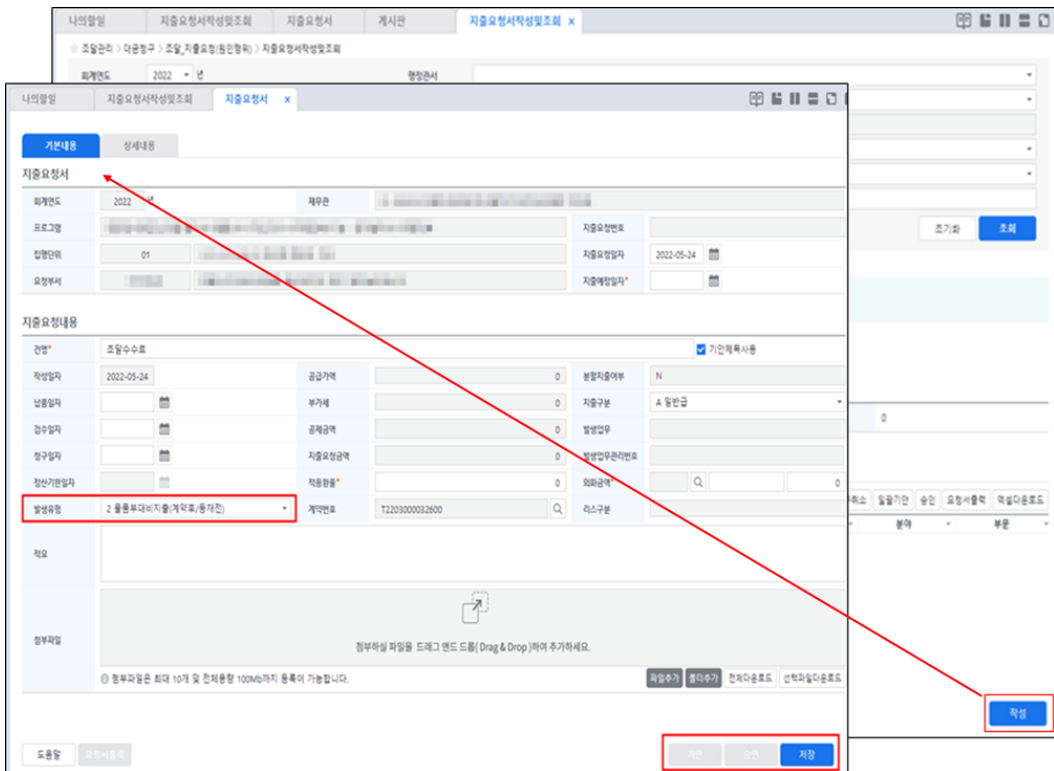 나의할일 지출요청서작성및조회 지출요청서 게시판 지출요청서작성및조회 x
조달관리 > 대금청구 > 조달_지출요청(원인행위) > 지출요청서작성및조회
회계연도 2022 년 행정관서
나의할일 지출요청서작성및조회 지출요청서 x
기본내용 상세내용
지출요청서
회계연도 2022 년 재무관
프로그램 지출요청번호
집행단위 01 지출요청일자 2022-05-24
요청부서 지출예정일자*
초기화 조회
지출요청내용
건명* 조달수수료 기안제목사용
작성일자 2022-05-24 공급가액 0 분할지출여부 N
납품일자 부가세 0 지출구분 A 일반급
검수일자 공제금액 0 발생업무
청구일자 지출요청금액 0 발생업무관리번호
정산기한일자 적용환율* 0 외화금액* 0
발생유형 2 물품부대비지출(계약후/등재전) 계약번호 T2203000032600 리스구분
적요
0
취소 일괄기안 승인 요청서출력 엑셀다운로드
분야 부문
첨부파일
첨부하실 파일을 드래그 앤드 드롭( Drag & Drop )하여 추가하세요.
첨부파일은 최대 10개 및 전체용량 100Mb까지 등록이 가능합니다. 파일추가 폴더추가 전체다운로드 선택파일다운로드
작성
도움말 요청서출력 기안 승인 저장